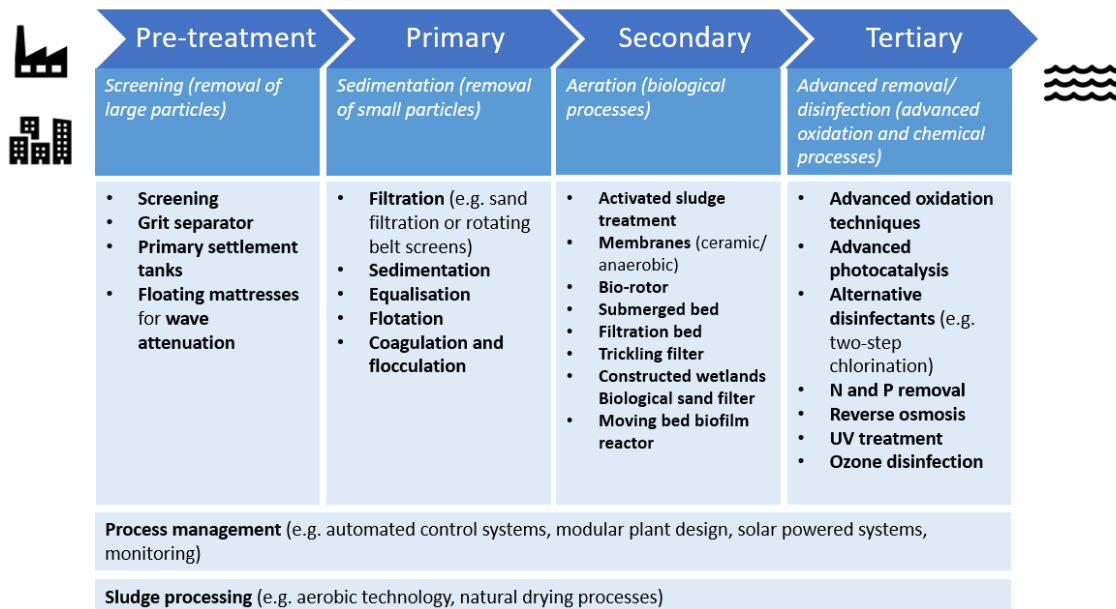 Pre-treatment
Primary
Secondary
Tertiary
Screening (removal of
large particles)
Sedimentation (removal
of small particles)
Aeration (biological
processes)
Advanced removal/
disinfection (advanced
oxidation and chemical
processes)
• Screening
• Grit separator
• Primary settlement
tanks
• Floating mattresses
for wave
attenuation
• Filtration (e.g. sand
filtration or rotating
belt screens)
• Sedimentation
• Equalisation
• Flotation
• Coagulation and
flocculation
• Activated sludge
treatment
• Membranes (ceramic/
anaerobic)
• Bio-rotor
• Submerged bed
• Filtration bed
• Trickling filter
• Constructed wetlands
Biological sand filter
• Moving bed biofilm
reactor
• Advanced oxidation
techniques
• Advanced
photocatalysis
• Alternative
disinfectants (e.g.
two-step
chlorination)
• N and P removal
• Reverse osmosis
• UV treatment
• Ozone disinfection
Process management (e.g. automated control systems, modular plant design, solar powered systems,
monitoring)
Sludge processing (e.g. aerobic technology, natural drying processes)